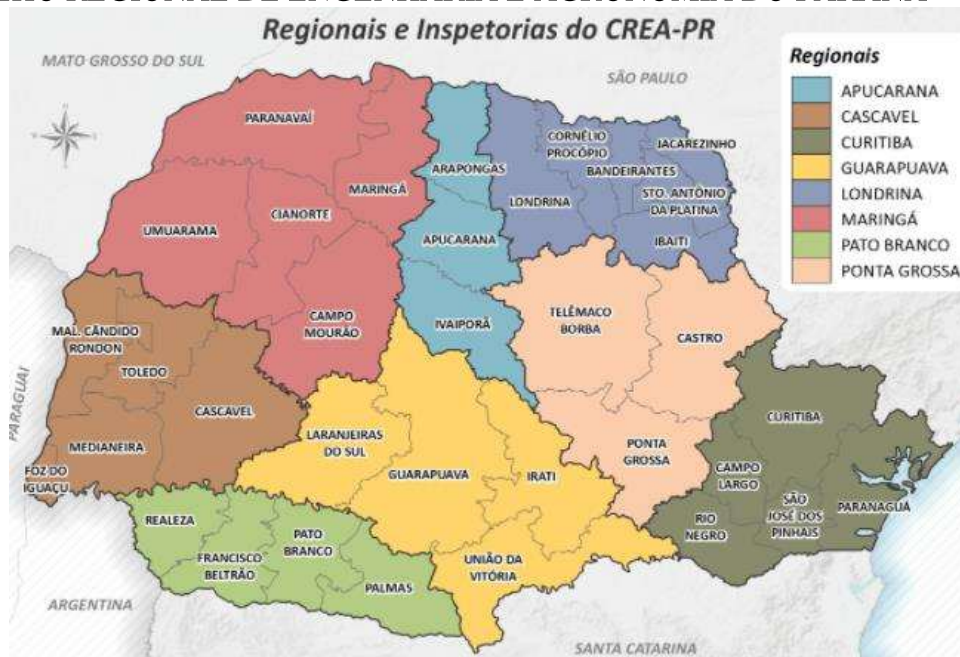 Regionais e Inspetorias do CREA-PR
MATO GROSSO DO SUL
SÃO PAULO
Regionais
APUCARANA
CASCAVEL
CURITIBA
GUARAPUAVA
LONDRINA
MARINGÁ
PATO BRANCO
PONTA GROSSA
PARANAVAÍ
MARINGÁ
UMUARAMA
CIANORTE
CAMPO
MOURÃO
ARAPONGAS
APUCARANA
IVAIPORÃ
CORNÉLIO
PROCÓPIO
JACAREZINHO
BANDEIRANTES
LONDRINA
STO. ANTÔNIO
DA PLATINA
IBAITI
TELÊMACO
BORBA
CASTRO
PONTA
GROSSA
MAL. CÂNDIDO
RONDON
TOLEDO
CASCAVEL
MEDIANEIRA
FOZ DO
IGUAÇU
PARAGUAI
LARANJEIRAS
DO SUL
GUARAPUAVA
IRATI
UNIÃO DA
VITÓRIA
CURITIBA
CAMPO
LARGO
RIO
NEGRO
SÃO
JOSÉ DOS
PINHAIS
PARANAGUÁ
REALEZA
FRANCISCO
BELTRÃO
PATO
BRANCO
PALMAS
ARGENTINA
SANTA CATARINA